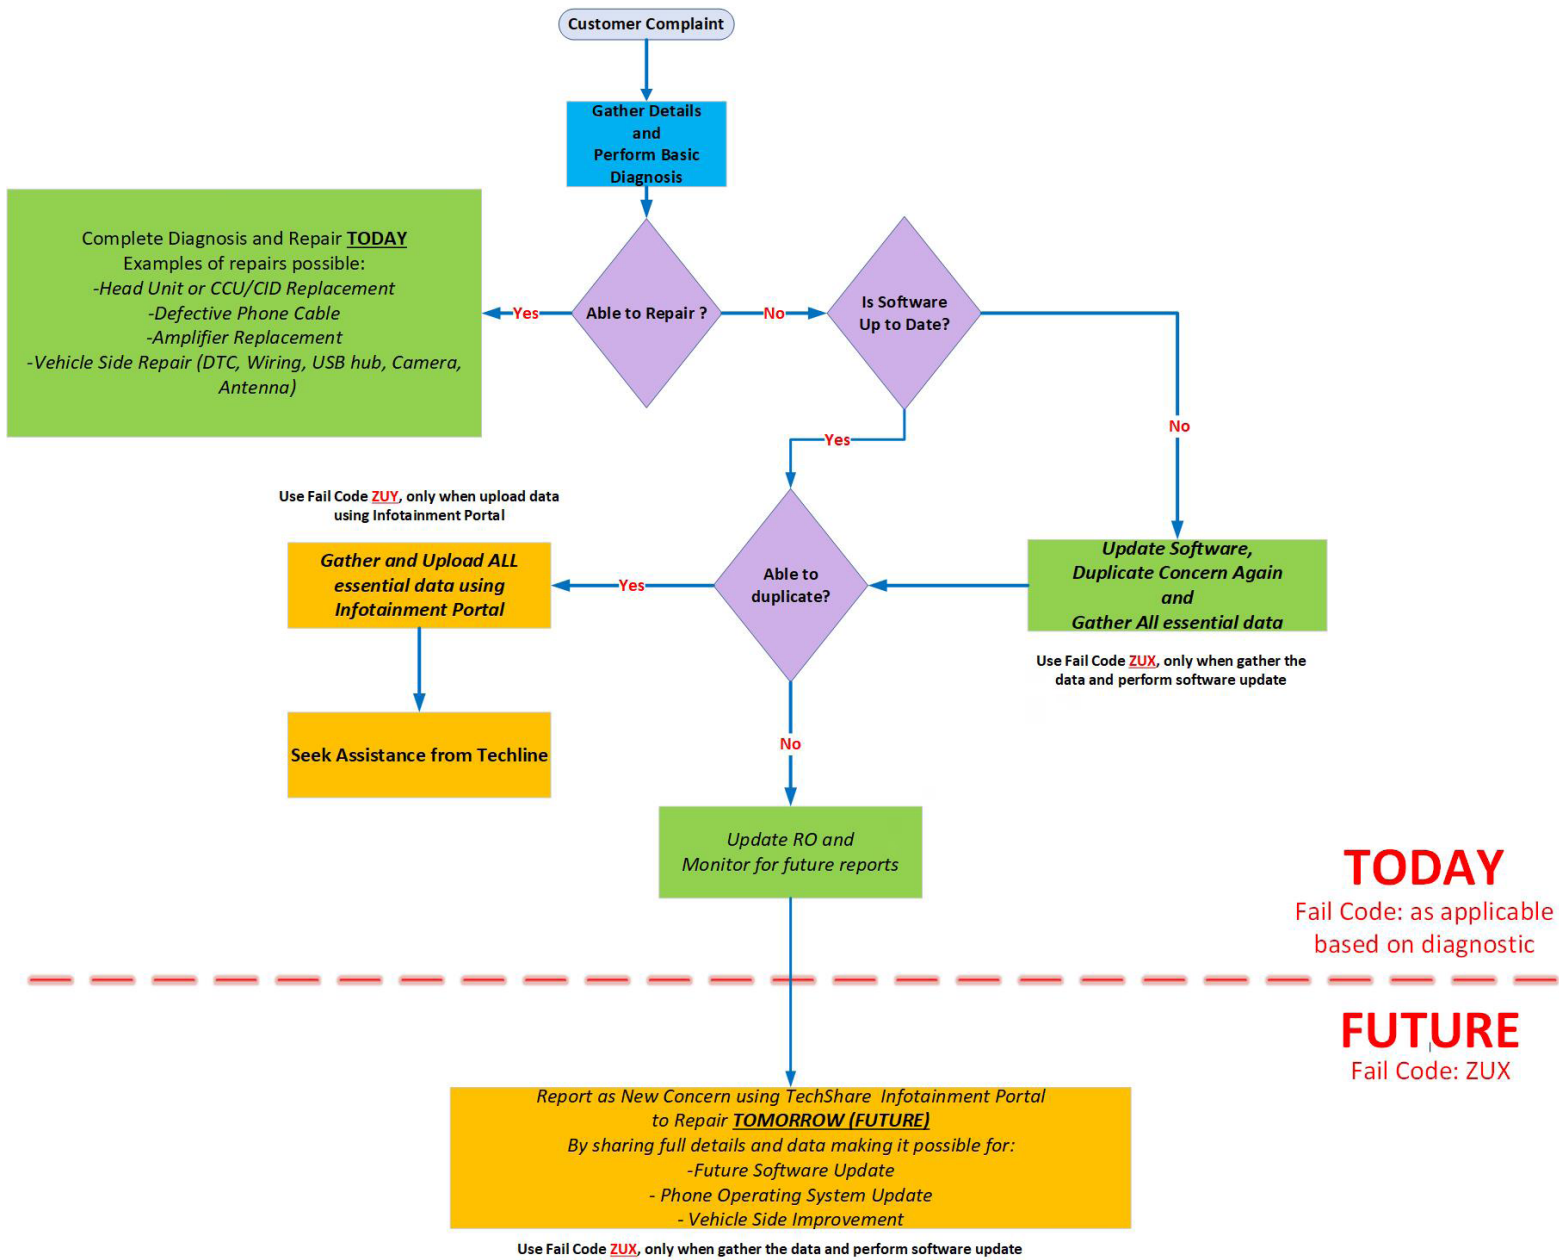 Customer Complaint
Gather Details
and
Perform Basic
Diagnosis
Complete Diagnosis and Repair TODAY
Examples of repairs possible:
-Head Unit or CCU/CID Replacement
-Defective Phone Cable
-Amplifier Replacement
-Vehicle Side Repair (DTC, Wiring, USB hub, Camera,
Antenna)
Yes
Able to Repair ?
No
Is Software
Up to Date?
No
Yes
Use Fail Code ZUY, only when upload data
using Infotainment Portal
Gather and Upload ALL
essential data using
Infotainment Portal
Yes
Able to
duplicate?
Update Software,
Duplicate Concern Again
and
Gather All essential data
Use Fail Code ZUX, only when gather the
data and perform software update
Seek Assistance from Techline
No
Update RO and
Monitor for future reports
TODAY
Fail Code: as applicable
based on diagnostic
FUTURE
Fail Code: ZUX
Report as New Concern using TechShare Infotainment Portal
to Repair TOMORROW (FUTURE)
By sharing full details and data making it possible for:
-Future Software Update
- Phone Operating System Update
- Vehicle Side Improvement
Use Fail Code ZUX, only when gather the data and perform software update